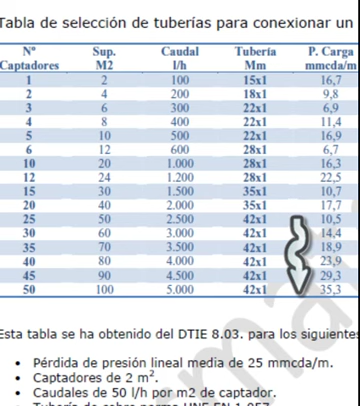 Tabla de selección de tuberías para conexionar un
Nº Sup. Caudal Tubería P. Carga
Captadores M2 l/h Mm mmcda/m
1 2 100 15x1 16,7
2 4 200 18x1 9,8
3 6 300 22x1 6,9
4 8 400 22x1 11,4
5 10 500 22x1 16,9
6 12 600 28x1 6,7
10 20 1.000 28x1 16,3
12 24 1.200 28x1 22,5
15 30 1.500 35x1 10,7
20 40 2.000 35x1 17,7
25 50 2.500 42x1 10,5
30 60 3.000 42x1 14,4
35 70 3.500 42x1 18,9
40 80 4.000 42x1 23,9
45 90 4.500 42x1 29,3
50 100 5.000 42x1 35,3
Esta tabla se ha obtenido del DTIE 8.03. para los siguientes
• Pérdida de presión lineal media de 25 mmcda/m.
• Captadores de 2 m².
• Caudales de 50 l/h por m2 de captador.
• Tubería de cobre norma UNE EN 1.057